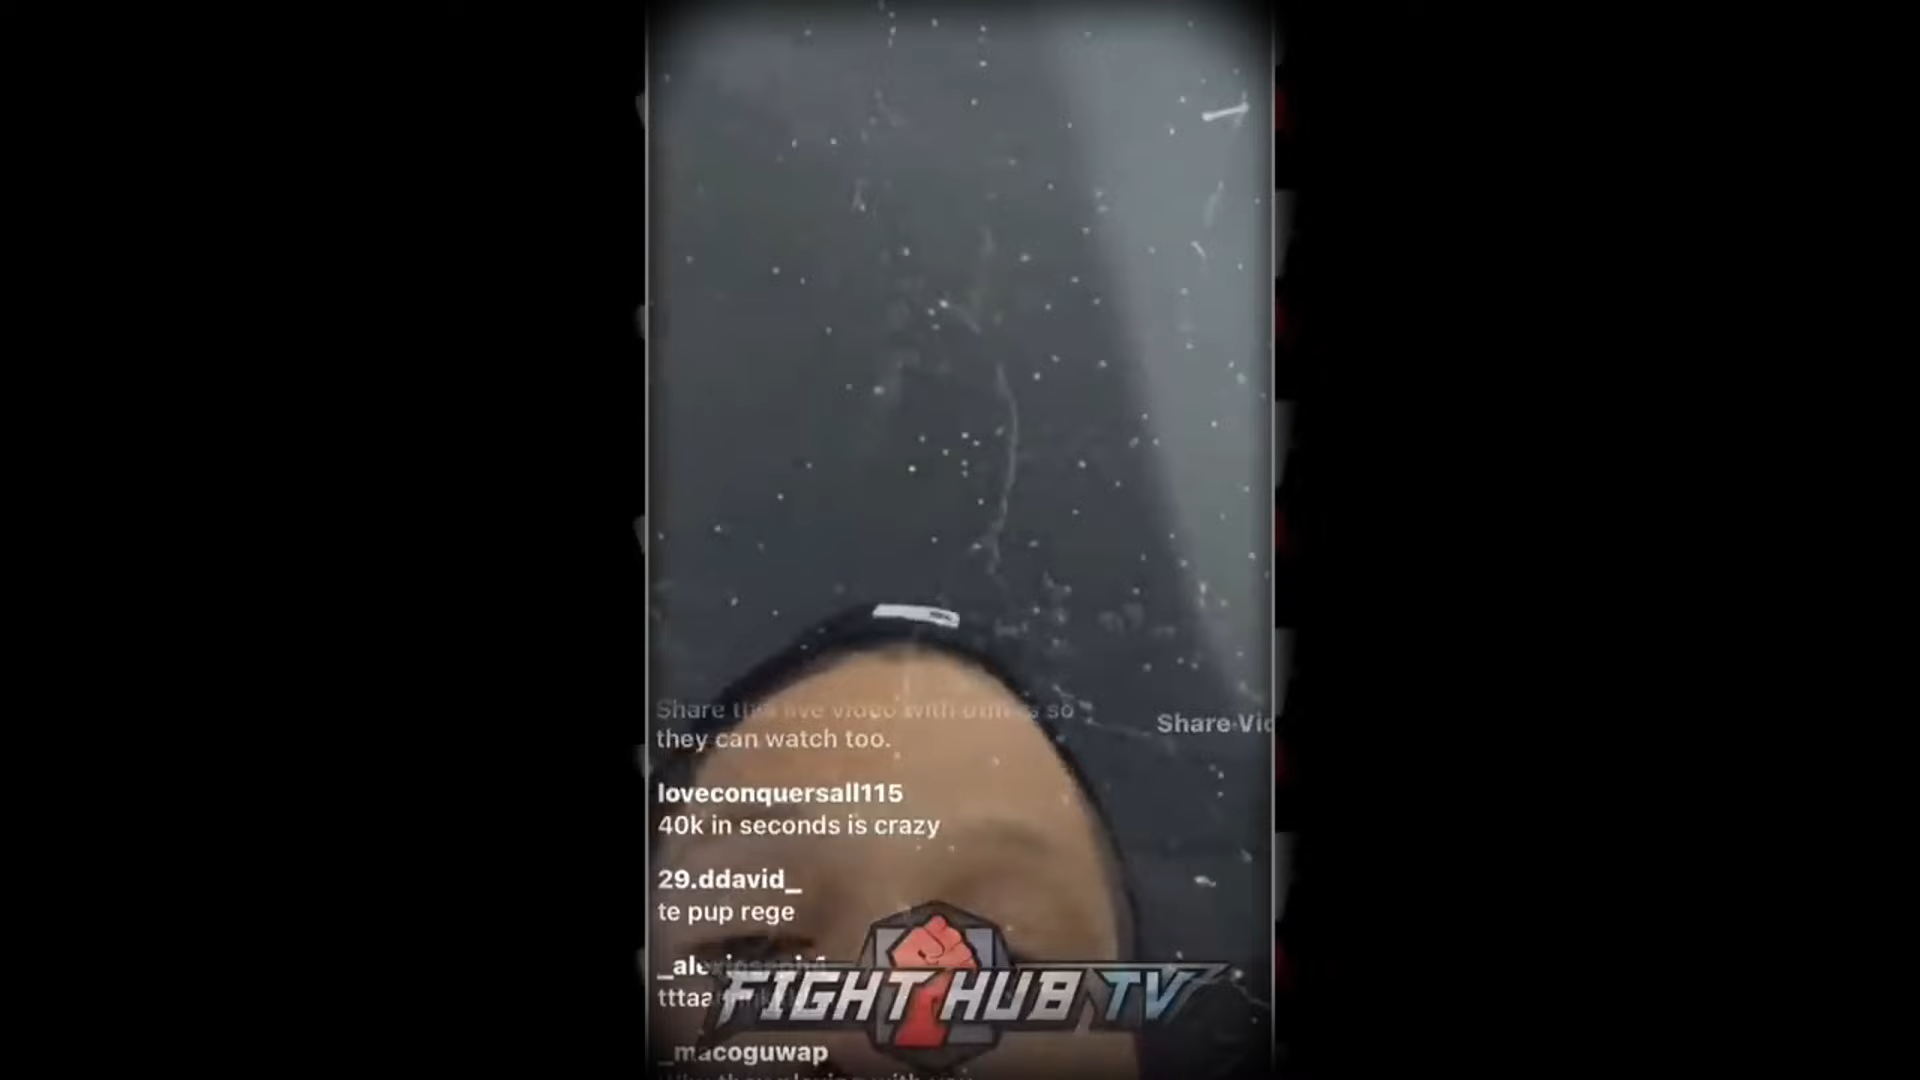 Share this live video with others so
they can watch too.
Share Vid
loveconquersall115
40k in seconds is crazy
29.ddavid_
te pup rege
FIGHT HUB TV
_macoguwap